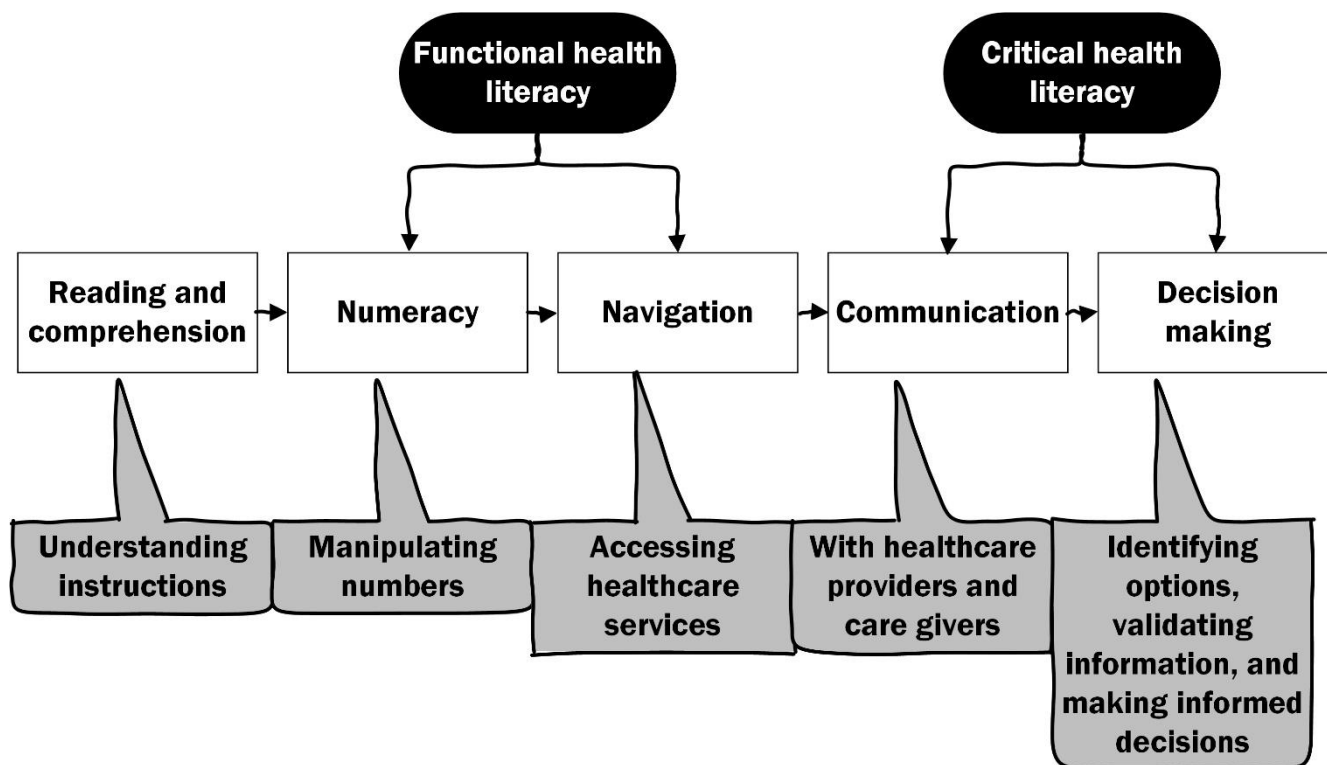 Functional health
literacy
Critical health
literacy
Reading and
comprehension
Numeracy
Navigation
Communication
Decision
making
Understanding
instructions
Manipulating
numbers
Accessing
healthcare
services
With healthcare
providers and
care givers
Identifying
options,
validating
information, and
making informed
decisions